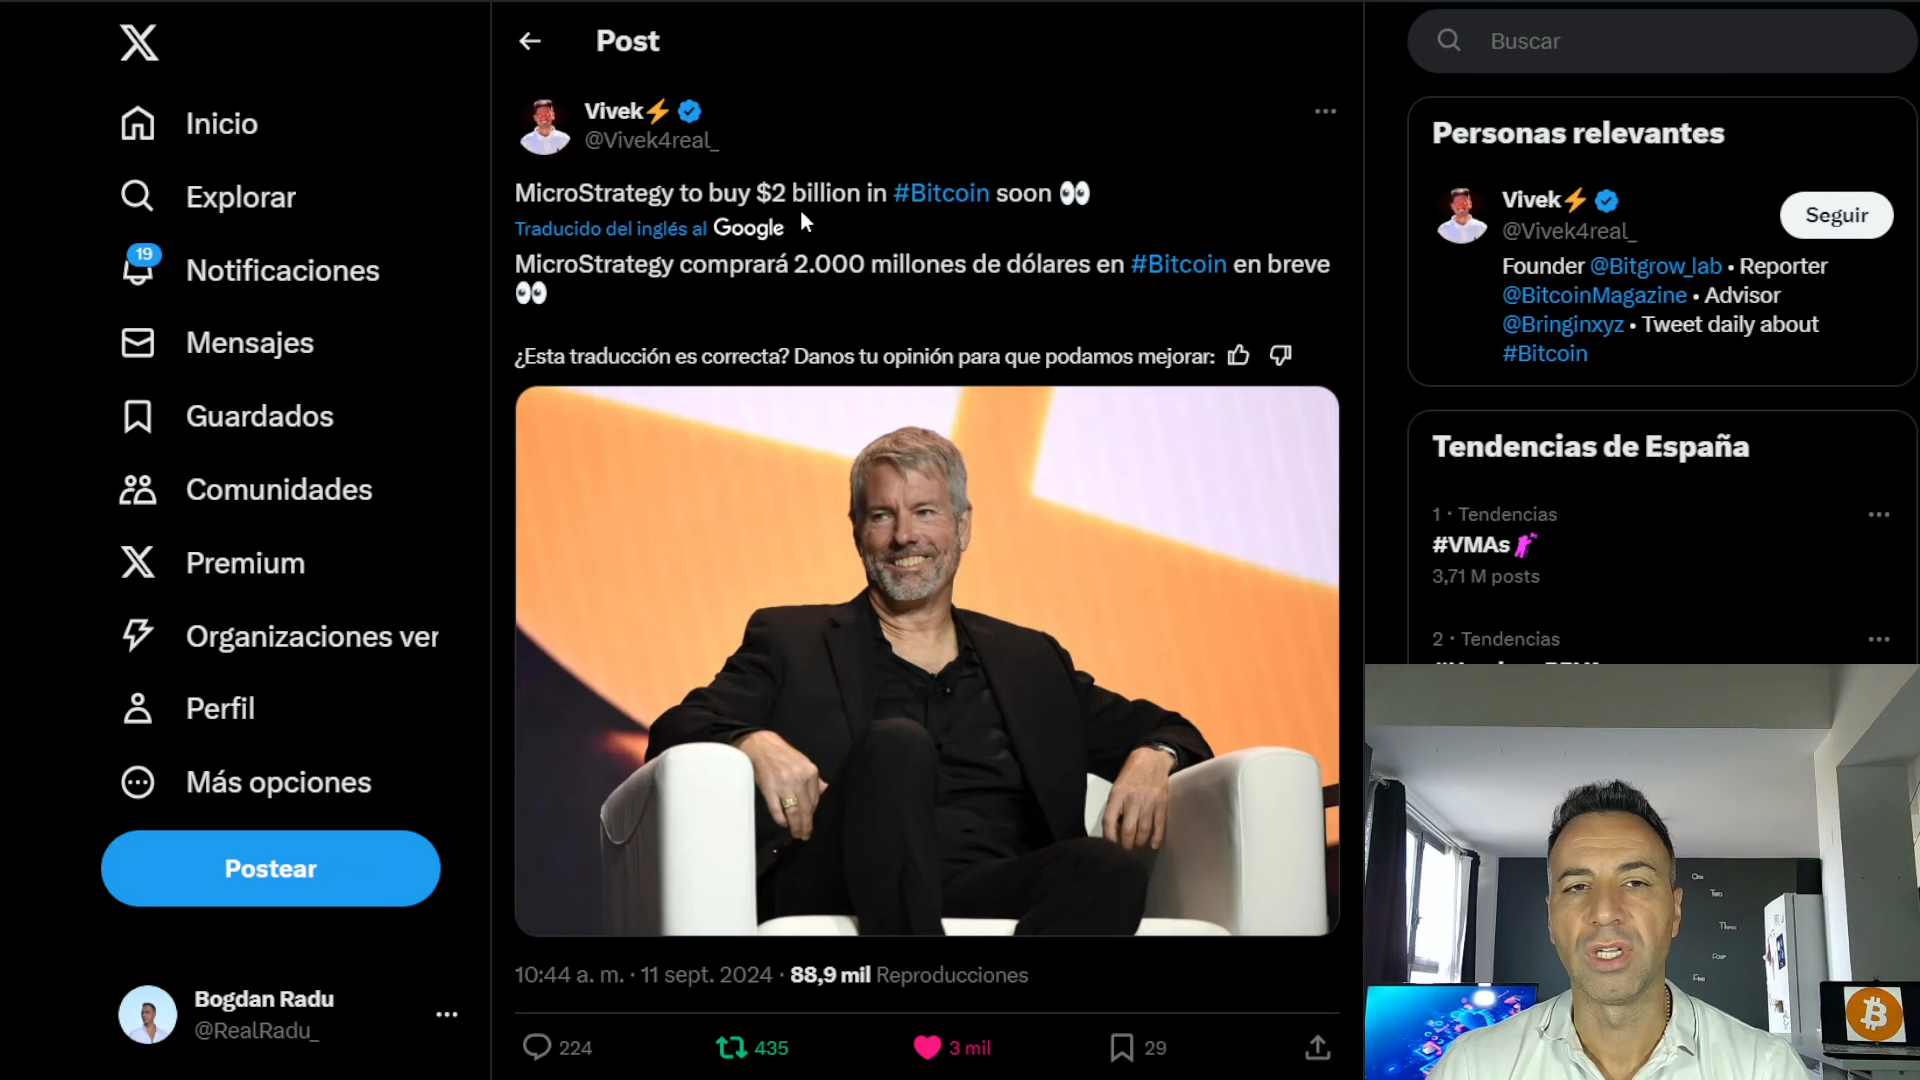 Inicio
Explorar
19
Notificaciones
Mensajes
Guardados
Comunidades
Premium
Organizaciones ver
Perfil
Más opciones
Postear
Bogdan Radu
@RealRadu_
Post
Vivek⚡
@Vivek4real_
MicroStrategy to buy $2 billion in #Bitcoin soon 👀
Traducido del inglés al Google
MicroStrategy comprará 2.000 millones de dólares en #Bitcoin en breve
👀
¿Esta traducción es correcta? Danos tu opinión para que podamos mejorar:
10:44 a. m. · 11 sept. 2024 · 88,9 mil Reproducciones
224
435
3 mil
29
Buscar
Personas relevantes
Vivek⚡
@Vivek4real_
Seguir
Founder @Bitgrow_lab • Reporter
@BitcoinMagazine • Advisor
@Bringinxyz • Tweet daily about
#Bitcoin
Tendencias de España
1 · Tendencias
#VMAs
3,71 M posts
2 · Tendencias
One
Two
Three
Four
Five